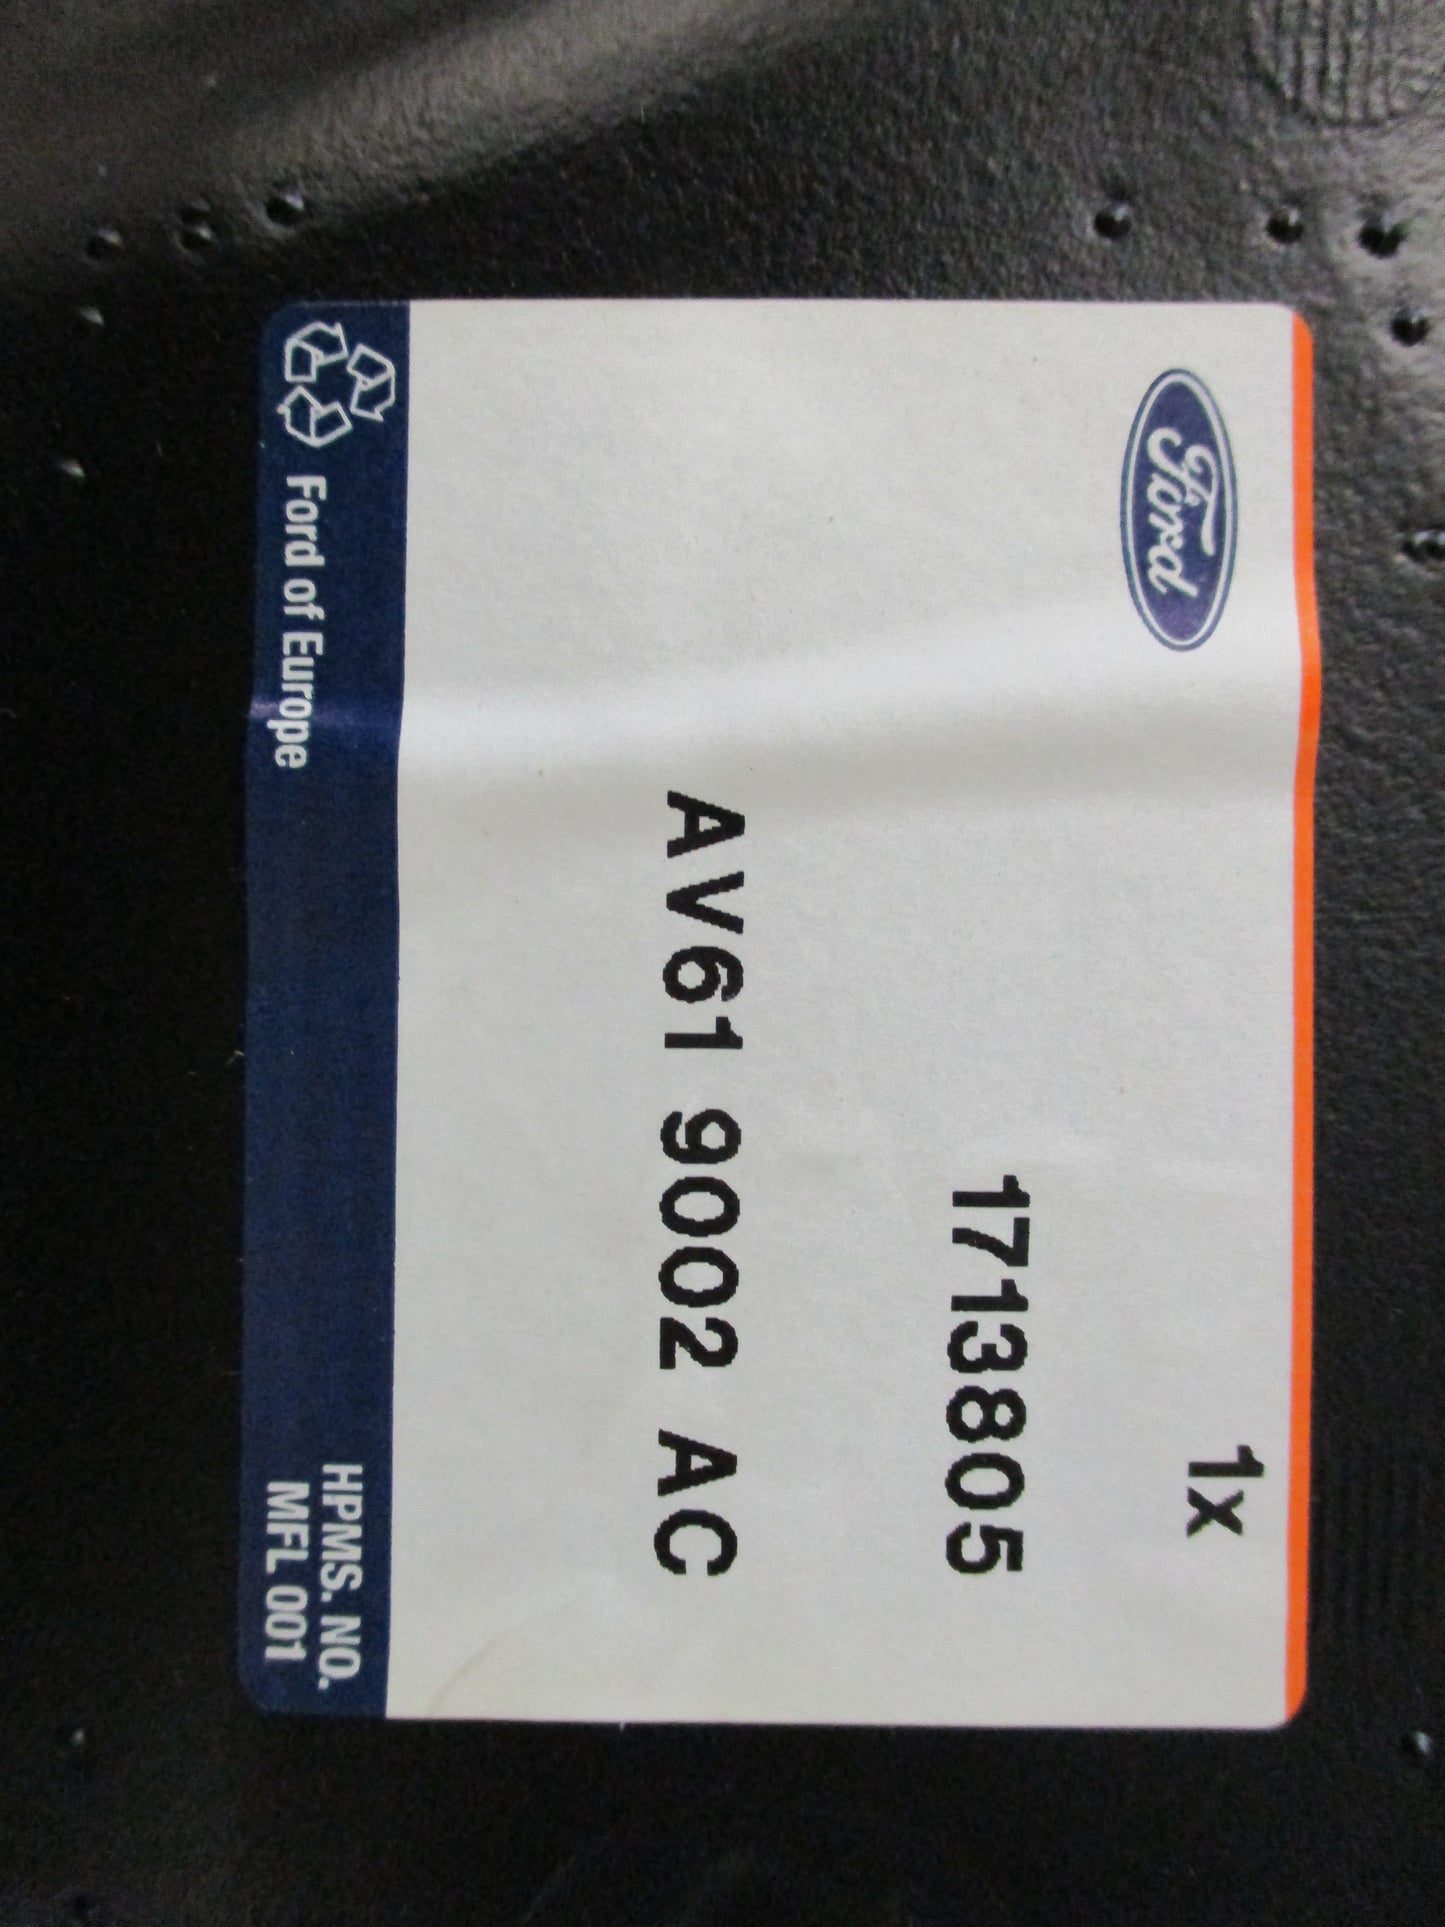 Ford
1x
1713805
AV61 9002 AC
Ford of Europe
HPMS. NO.
MFL 001